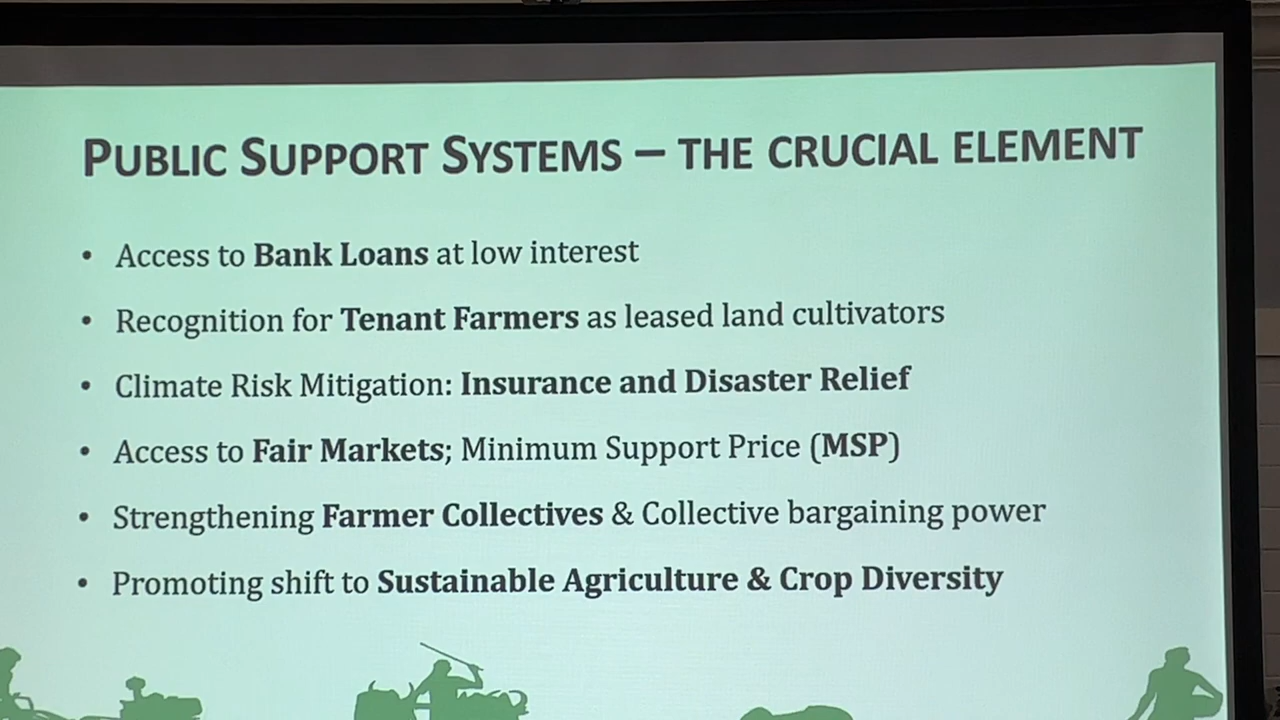 PUBLIC SUPPORT SYSTEMS – THE CRUCIAL ELEMENT
• Access to Bank Loans at low interest
• Recognition for Tenant Farmers as leased land cultivators
• Climate Risk Mitigation: Insurance and Disaster Relief
• Access to Fair Markets; Minimum Support Price (MSP)
• Strengthening Farmer Collectives & Collective bargaining power
• Promoting shift to Sustainable Agriculture & Crop Diversity